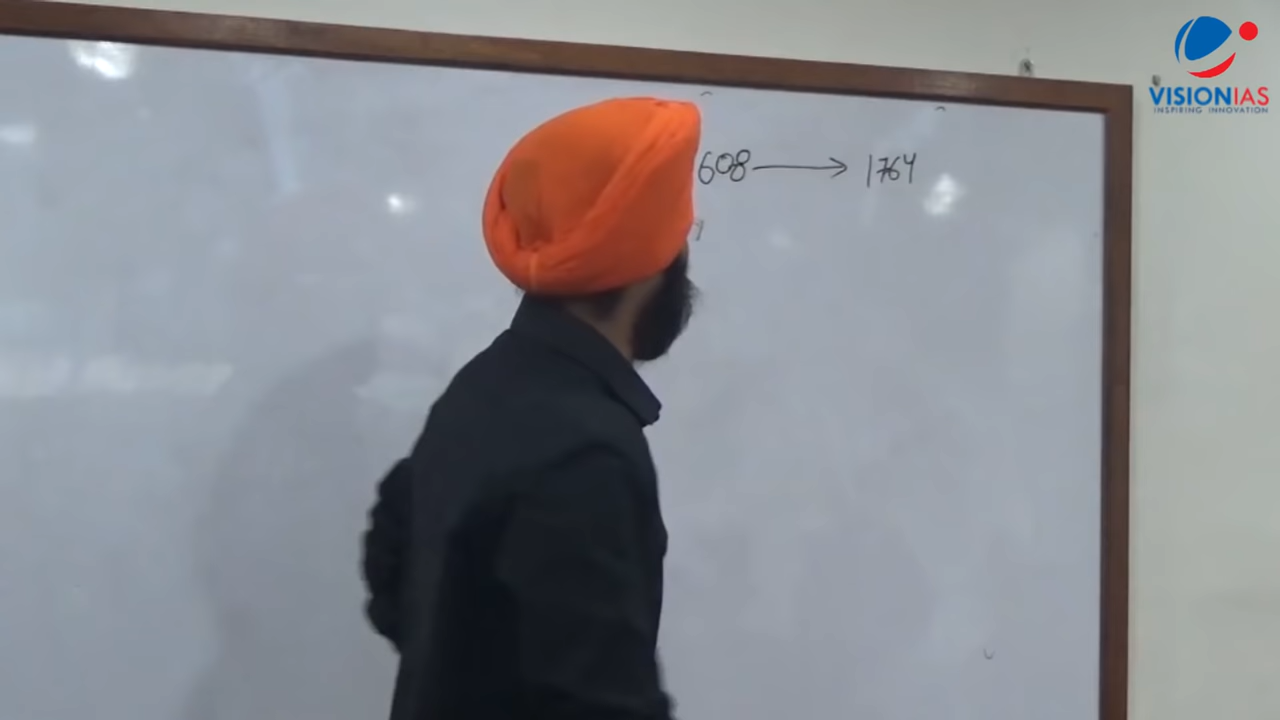 VISIONIAS
INSPIRING INNOVATION
608 → 1764